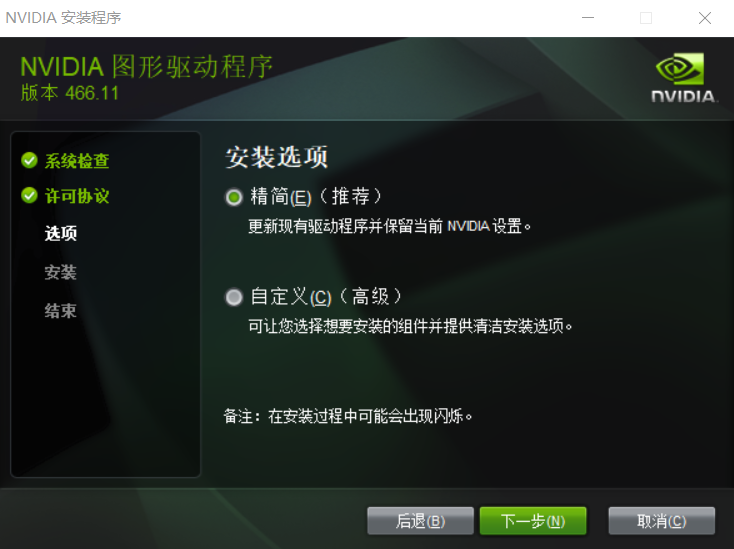 NVIDIA 安装程序
NVIDIA 图形驱动程序
版本 466.11
NVIDIA.
系统检查
许可协议
选项
安装
结束
安装选项
精简(E)（推荐）
更新现有驱动程序并保留当前 NVIDIA 设置。
自定义(C)（高级）
可让您选择想要安装的组件并提供清洁安装选项。
备注：在安装过程中可能会出现闪烁。
后退(B)
下一步(N)
取消(C)